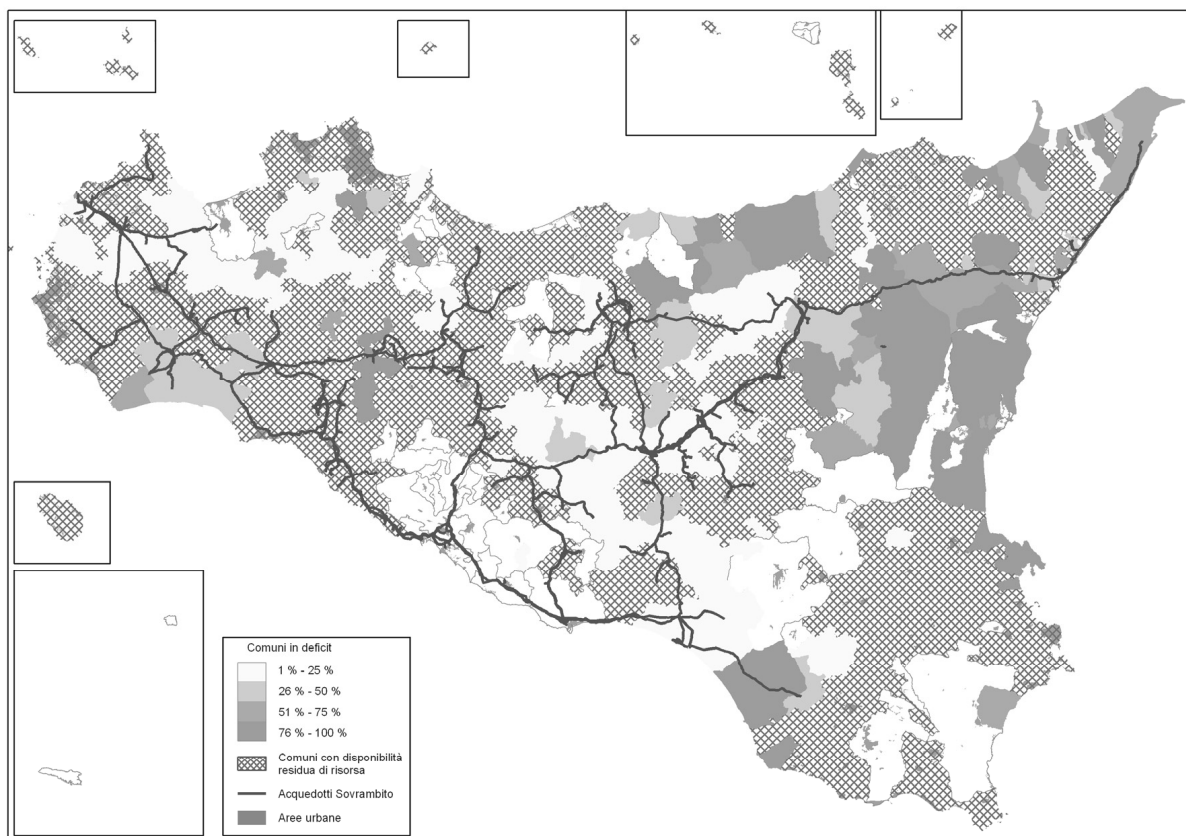 Comuni in deficit
1 % - 25 %
26 % - 50 %
51 % - 75 %
76 % - 100 %
Comuni con disponibilità
residua di risorsa
Acquedotti Sovrambito
Aree urbane